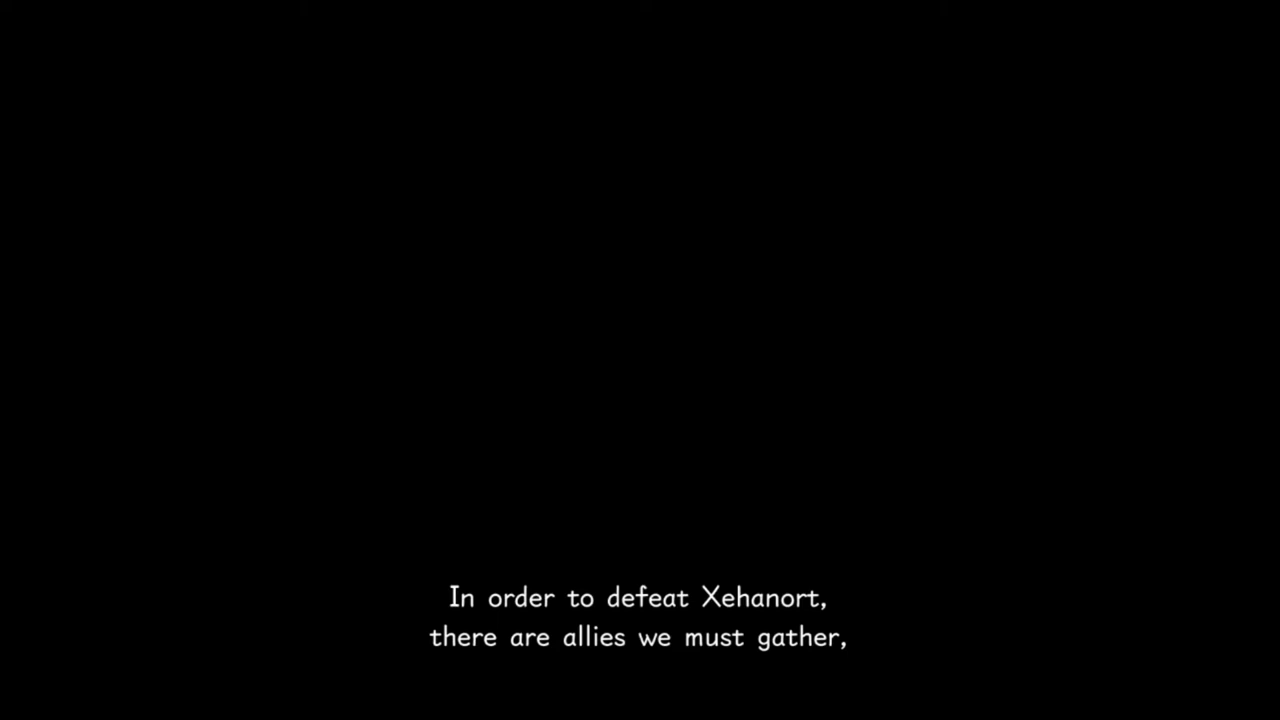 In order to defeat Xehanort,
there are allies we must gather,